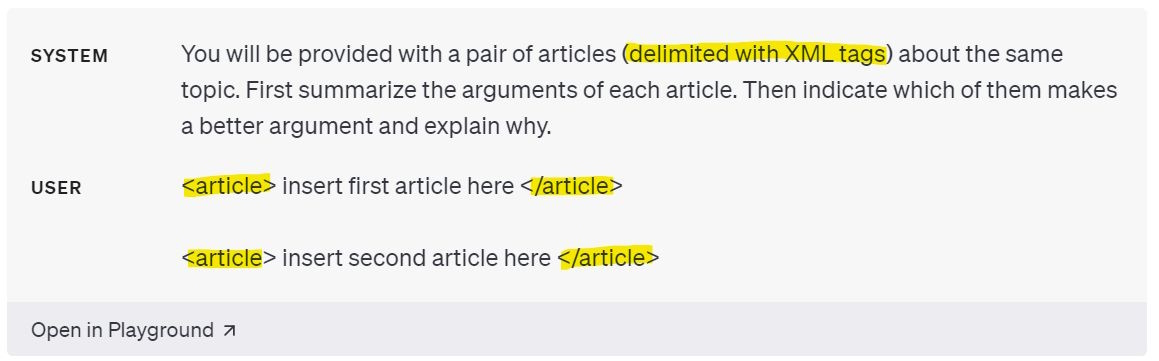 SYSTEM You will be provided with a pair of articles (delimited with XML tags) about the same
topic. First summarize the arguments of each article. Then indicate which of them makes
a better argument and explain why.
USER <article> insert first article here </article>
<article> insert second article here </article>
Open in Playground ↗